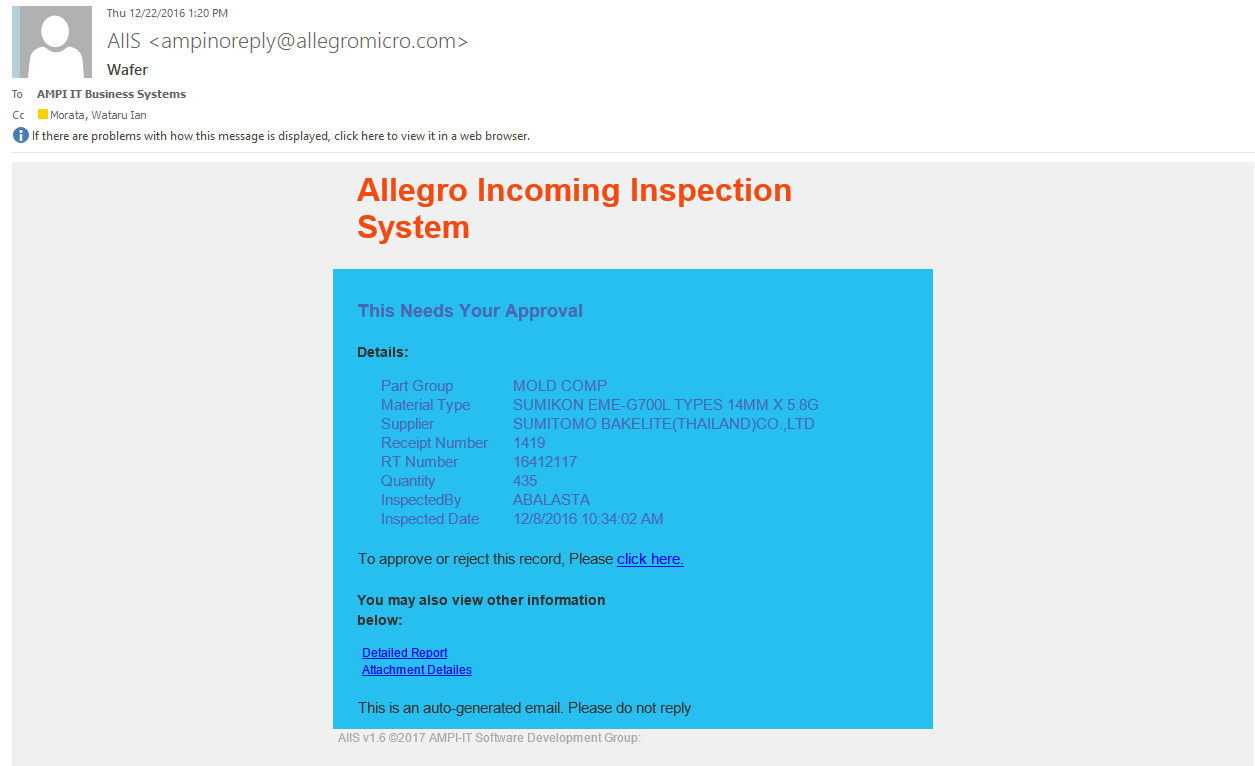 Thu 12/22/2016 1:20 PM
AIIS <ampinoreply@allegromicro.com>
Wafer
To AMPI IT Business Systems
Cc Morata, Wataru Ian
If there are problems with how this message is displayed, click here to view it in a web browser.
Allegro Incoming Inspection
System
This Needs Your Approval
Details:
Part Group MOLD COMP
Material Type SUMIKON EME-G700L TYPES 14MM X 5.8G
Supplier SUMITOMO BAKELITE(THAILAND)CO.,LTD
Receipt Number 1419
RT Number 16412117
Quantity 435
InspectedBy ABALASTA
Inspected Date 12/8/2016 10:34:02 AM
To approve or reject this record, Please click here.
You may also view other information
below:
Detailed Report
Attachment Detailes
This is an auto-generated email. Please do not reply
AIIS v1.6 ©2017 AMPI-IT Software Development Group: